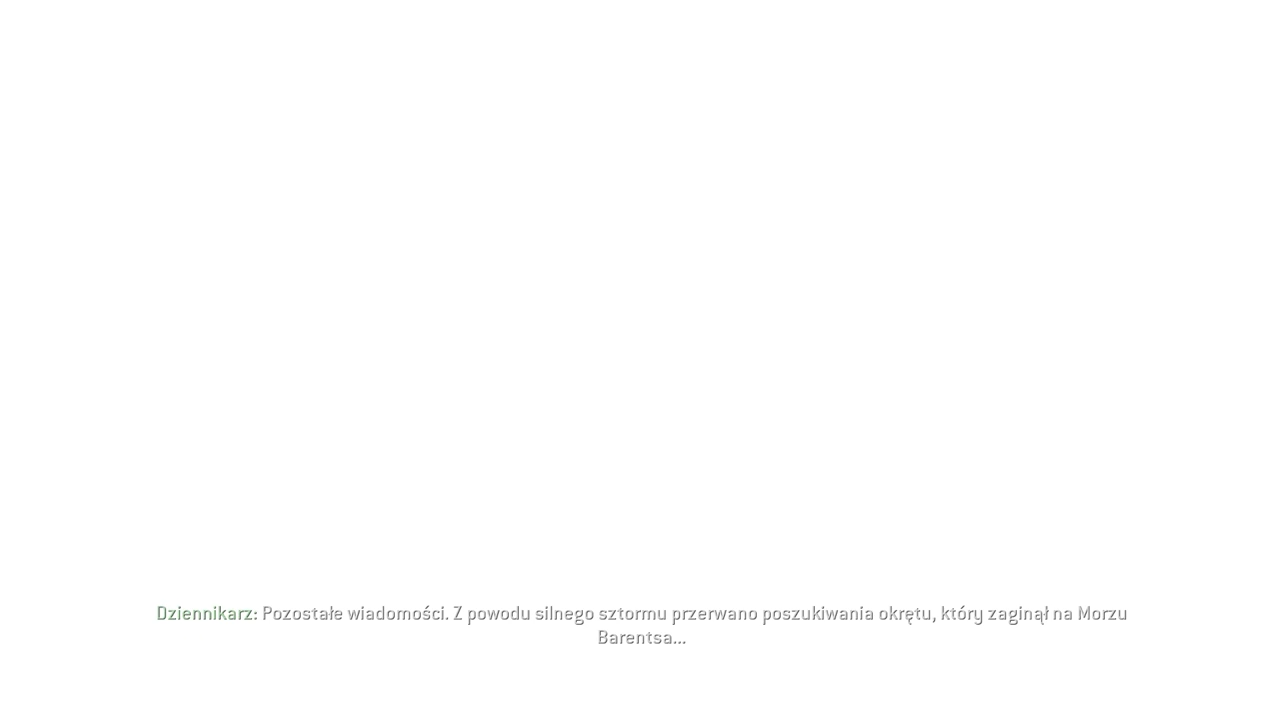 Dziennikarz: Pozostałe wiadomości. Z powodu silnego sztormu przerwano poszukiwania okrętu, który zaginął na Morzu
Barentsa...